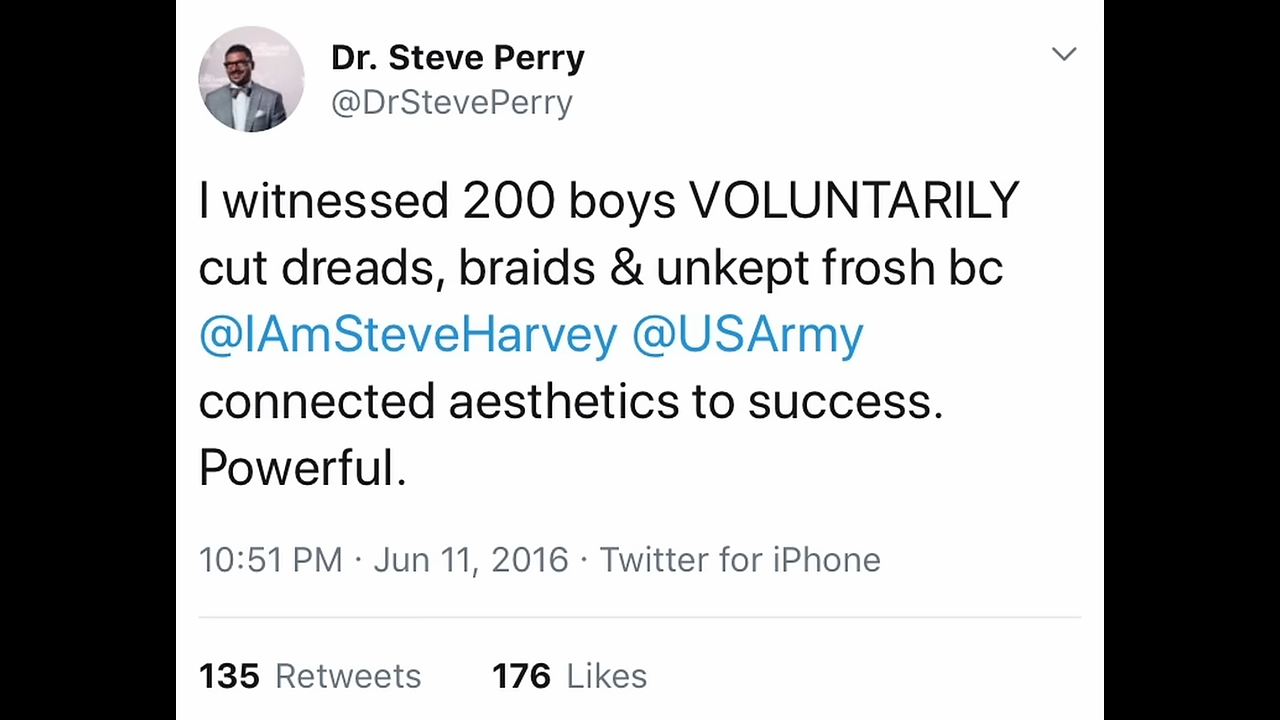 Dr. Steve Perry
@DrStevePerry
I witnessed 200 boys VOLUNTARILY
cut dreads, braids & unkept frosh bc
@IAmSteveHarvey @USArmy
connected aesthetics to success.
Powerful.
10:51 PM · Jun 11, 2016 · Twitter for iPhone
135 Retweets 176 Likes